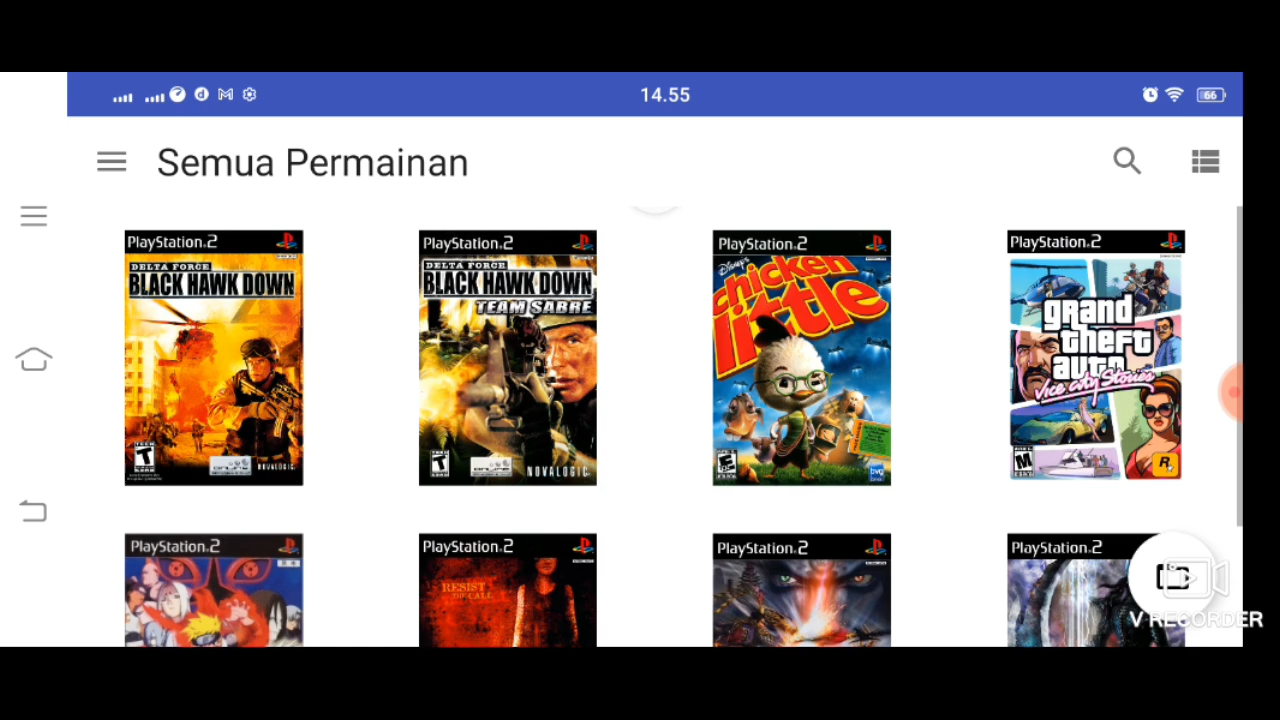 14.55
66
Semua Permainan
PlayStation.2
DELTA FORCE
BLACK HAWK DOWN
T
NOVALOGIC
PlayStation.2
DELTA FORCE
BLACK HAWK DOWN
TEAM SABRE
T
NOVALOGIC
PlayStation.2
Disney's
chicken
little
E
PlayStation.2
grand
theft
auto
Vice City Stories
M
R
PlayStation.2
PlayStation.2
RESIST
THE CALL
PlayStation.2
PlayStation.2
V RECORDER